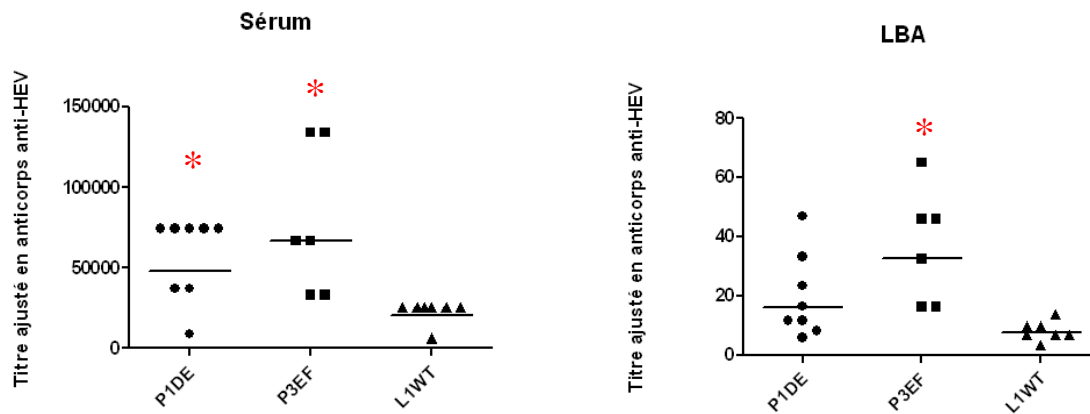 Sérum
Titre ajusté en anticorps anti-HEV
150000
100000
50000
0
*
*
P1DE
P3EF
L1WT
LBA
Titre ajusté en anticorps anti-HEV
80
60
40
20
0
*
P1DE
P3EF
L1WT